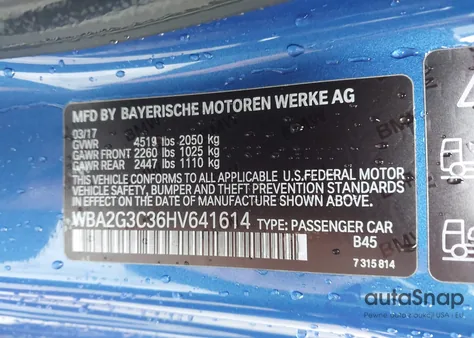 MFD BY BAYERISCHE MOTOREN WERKE AG
03/17
GVWR 4519 lbs 2050 kg
GAWR FRONT 2260 lbs 1025 kg
GAWR REAR 2447 lbs 1110 kg
THIS VEHICLE CONFORMS TO ALL APPLICABLE U.S.FEDERAL MOTOR
VEHICLE SAFETY, BUMPER, AND THEFT PREVENTION STANDARDS
IN EFFECT ON THE DATE OF MANUFACTURE SHOWN ABOVE.
WBA2G3C36HV641614 TYPE: PASSENGER CAR
B45
7 315 814
autoSnap